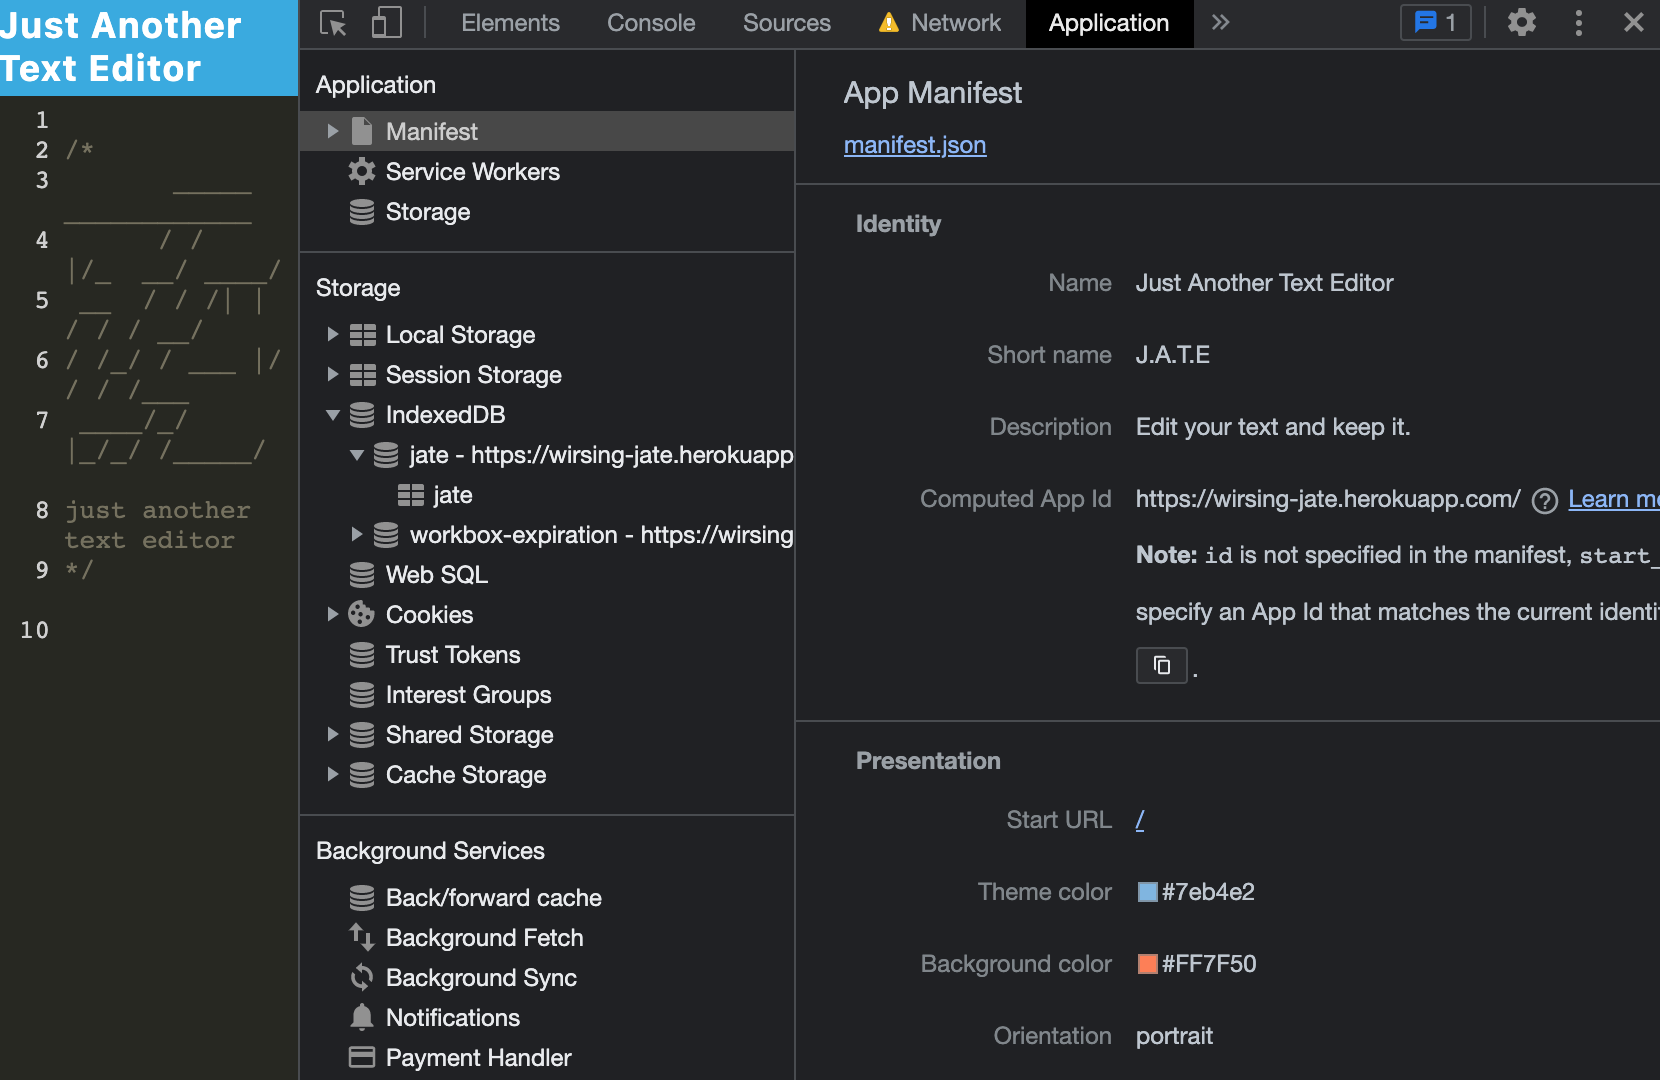 Just Another
Text Editor
1
2 /*
3 _____
____________
4 / /
|/_ __/ ____/
5 __ / / /| |
/ / / __/
6 / /_/ / ___ |/
/ / /___
7 ____/_/
|_/_/ /_____/
8 just another
text editor
9 */
10
Elements
Console
Sources
Network
Application
1
Application
Manifest
Service Workers
Storage
Storage
Local Storage
Session Storage
IndexedDB
jate - https://wirsing-jate.herokuapp
jate
workbox-expiration - https://wirsing
Web SQL
Cookies
Trust Tokens
Interest Groups
Shared Storage
Cache Storage
Background Services
Back/forward cache
Background Fetch
Background Sync
Notifications
Payment Handler
App Manifest
manifest.json
Identity
Name Just Another Text Editor
Short name J.A.T.E
Description Edit your text and keep it.
Computed App Id https://wirsing-jate.herokuapp.com/ ? Learn mo
Note: id is not specified in the manifest, start_
specify an App Id that matches the current identi
.
Presentation
Start URL /
Theme color #7eb4e2
Background color #FF7F50
Orientation portrait